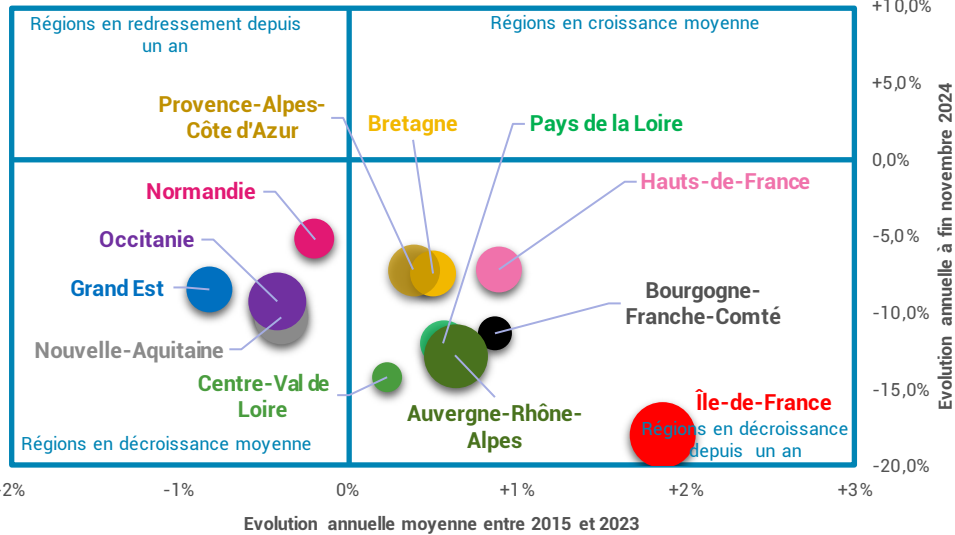 +10,0%
Régions en redressement depuis
un an
Régions en croissance moyenne
+5,0%
Provence-Alpes-
Côte d'Azur
Bretagne
Pays de la Loire
0,0%
Normandie
Hauts-de-France
Occitanie
-5,0%
Grand Est
Bourgogne-
Franche-Comté
-10,0%
Nouvelle-Aquitaine
Centre-Val de
Loire
Auvergne-Rhône-
Alpes
-15,0%
Île-de-France
Régions en décroissance moyenne
Régions en décroissance
depuis un an
-20,0%
-2%
-1%
0%
+1%
+2%
+3%
Evolution annuelle moyenne entre 2015 et 2023
Evolution annuelle à fin novembre 2024